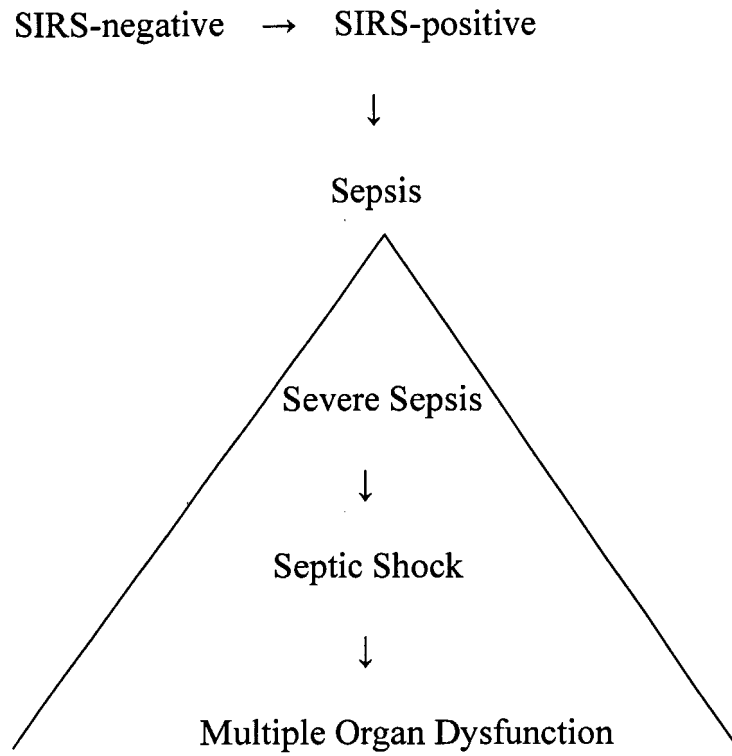 SIRS-negative → SIRS-positive
↓
Sepsis
Severe Sepsis
↓
Septic Shock
↓
Multiple Organ Dysfunction